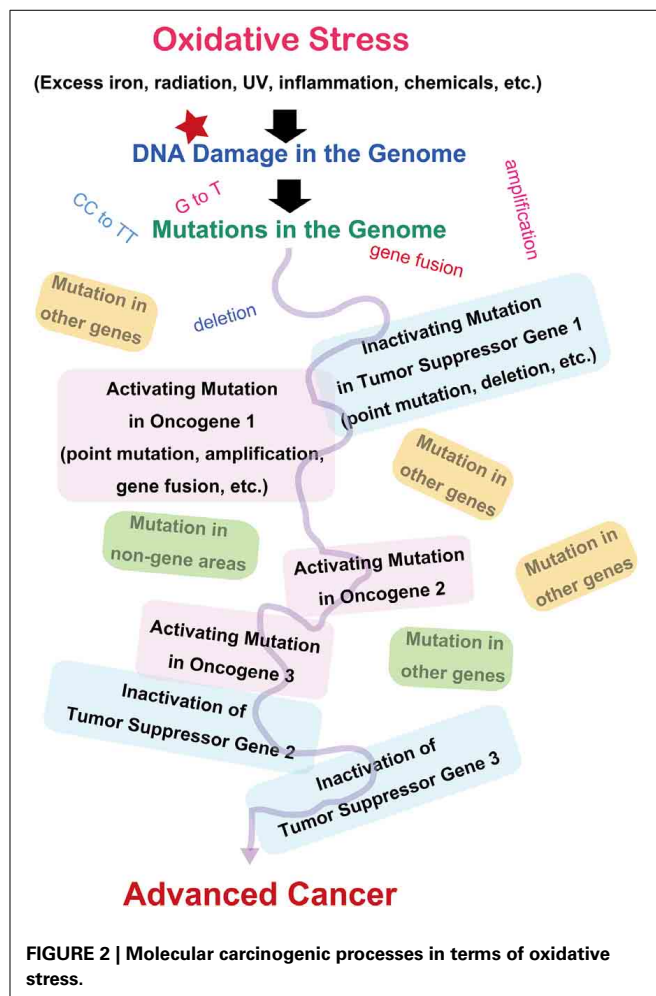 Oxidative Stress
(Excess iron, radiation, UV, inflammation, chemicals, etc.)
DNA Damage in the Genome
CC to TT
G to T
amplification
Mutations in the Genome
gene fusion
deletion
Mutation in
other genes
Inactivating Mutation
in Tumor Suppressor Gene 1
(point mutation, deletion, etc.)
Activating Mutation
in Oncogene 1
(point mutation, amplification,
gene fusion, etc.)
Mutation in
other genes
Mutation in
non-gene areas
Activating Mutation
in Oncogene 2
Mutation in
other genes
Activating Mutation
in Oncogene 3
Mutation in
other genes
Inactivation of
Tumor Suppressor Gene 2
Inactivation of
Tumor Suppressor Gene 3
Advanced Cancer
FIGURE 2 | Molecular carcinogenic processes in terms of oxidative
stress.